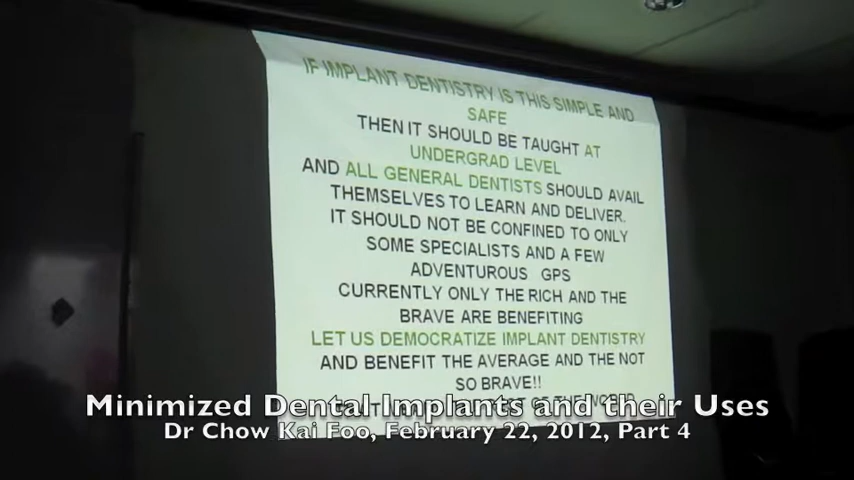 IF IMPLANT DENTISTRY IS THIS SIMPLE AND
SAFE
THEN IT SHOULD BE TAUGHT AT
UNDERGRAD LEVEL
AND ALL GENERAL DENTISTS SHOULD AVAIL
THEMSELVES TO LEARN AND DELIVER.
IT SHOULD NOT BE CONFINED TO ONLY
SOME SPECIALISTS AND A FEW
ADVENTUROUS GPS
CURRENTLY ONLY THE RICH AND THE
BRAVE ARE BENEFITING
LET US DEMOCRATIZE IMPLANT DENTISTRY
AND BENEFIT THE AVERAGE AND THE NOT
SO BRAVE!!
Minimized Dental Implants and their Uses
Dr Chow Kai Foo, February 22, 2012, Part 4